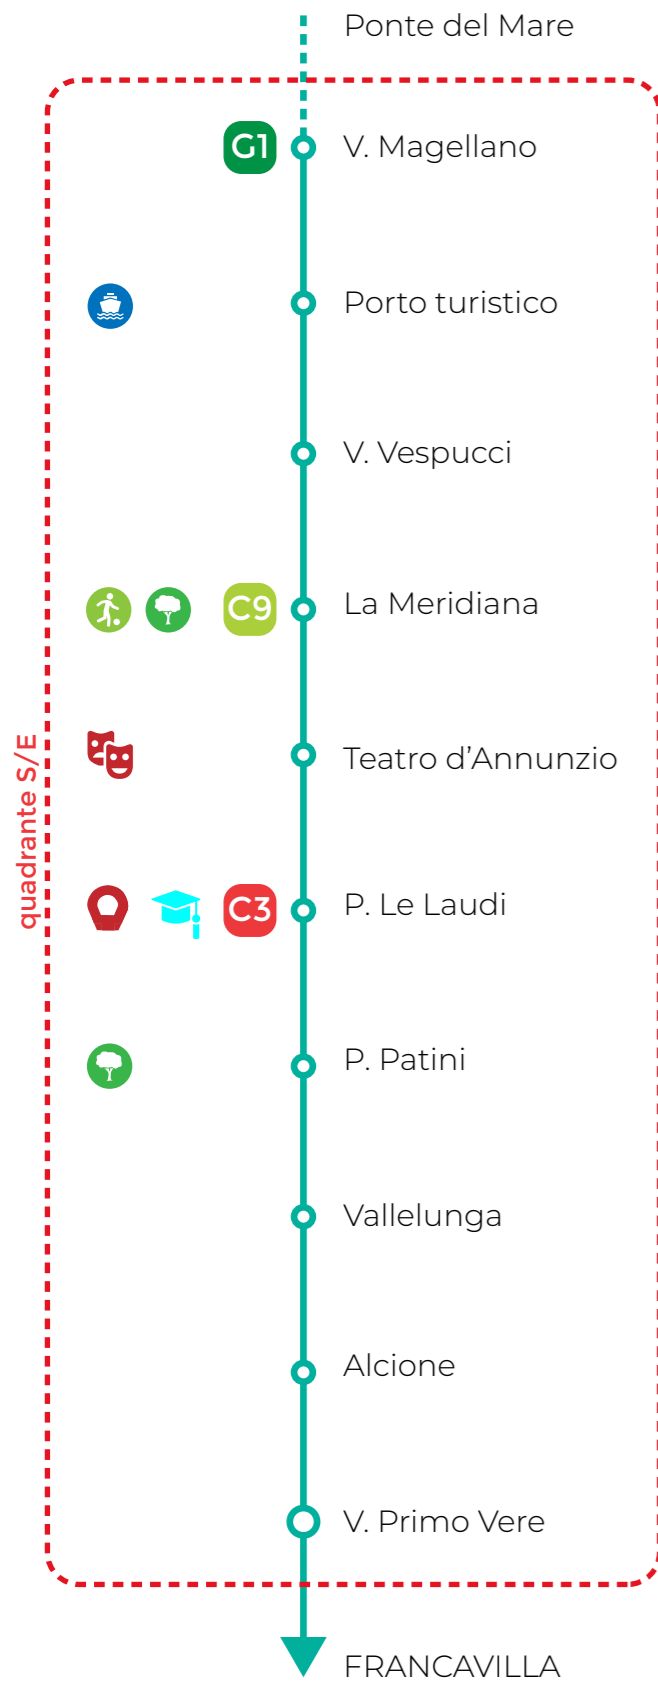 Ponte del Mare
G1
V. Magellano
Porto turistico
V. Vespucci
C9
La Meridiana
quadrante S/E
Teatro d’Annunzio
C3
P. Le Laudi
P. Patini
Vallelunga
Alcione
V. Primo Vere
FRANCAVILLA